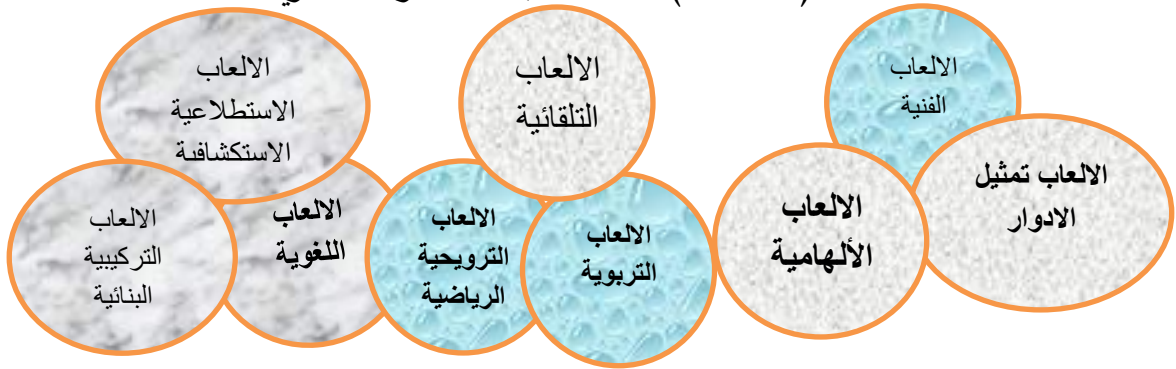 الالعاب
الفنية
الالعاب تمثيل
الادوار
الالعاب
الألهامية
الالعاب
التلقائية
الالعاب
التربوية
الالعاب
الترويحية
الرياضية
الالعاب
الاستطلاعية
الاستكشافية
الالعاب
اللغوية
الالعاب
التركيبية
البنائية